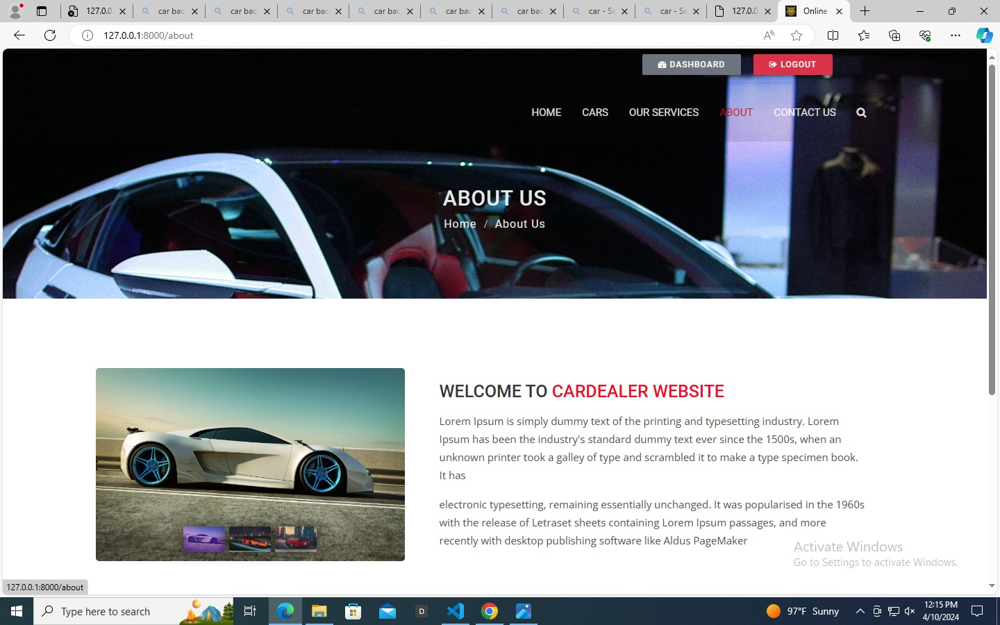 127.0.0
car bac
car bac
car bac
car bac
car bac
car bac
car - Se
car - Se
127.0.0
Online
127.0.0.1:8000/about
DASHBOARD
LOGOUT
HOME
CARS
OUR SERVICES
ABOUT
CONTACT US
ABOUT US
Home / About Us
WELCOME TO CARDEALER WEBSITE
Lorem Ipsum is simply dummy text of the printing and typesetting industry. Lorem
Ipsum has been the industry's standard dummy text ever since the 1500s, when an
unknown printer took a galley of type and scrambled it to make a type specimen book.
It has
electronic typesetting, remaining essentially unchanged. It was popularised in the 1960s
with the release of Letraset sheets containing Lorem Ipsum passages, and more
recently with desktop publishing software like Aldus PageMaker
Activate Windows
Go to Settings to activate Windows.
127.0.0.1:8000/about
Type here to search
D
97°F Sunny
12:15 PM
4/10/2024